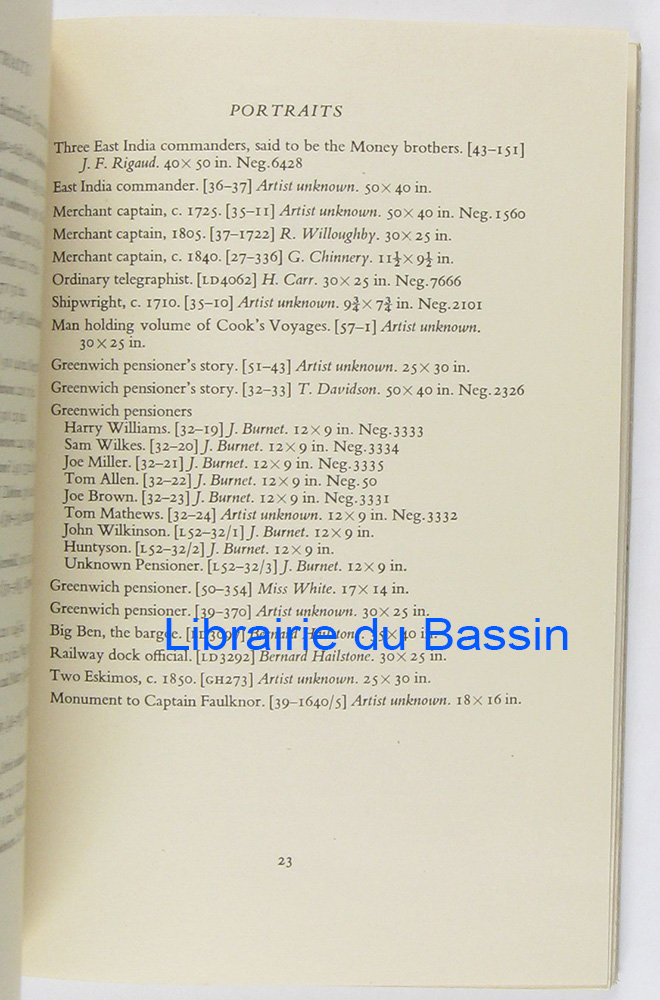 PORTRAITS
Three East India commanders, said to be the Money brothers. [43–151]
J. F. Rigaud. 40×50 in. Neg.6428
East India commander. [36–37] Artist unknown. 50×40 in.
Merchant captain, c. 1725. [35–11] Artist unknown. 50×40 in. Neg.1560
Merchant captain, 1805. [37–1722] R. Willoughby. 30×25 in.
Merchant captain, c. 1840. [27–336] G. Chinnery. 11½×9½ in.
Ordinary telegraphist. [LD4062] H. Carr. 30×25 in. Neg.7666
Shipwright, c. 1710. [35–10] Artist unknown. 9¾×7¾ in. Neg.2101
Man holding volume of Cook's Voyages. [57–1] Artist unknown.
30×25 in.
Greenwich pensioner's story. [51–43] Artist unknown. 25×30 in.
Greenwich pensioner's story. [32–33] T. Davidson. 50×40 in. Neg.2326
Greenwich pensioners
Harry Williams. [32–19] J. Burnet. 12×9 in. Neg.3333
Sam Wilkes. [32–20] J. Burnet. 12×9 in. Neg.3334
Joe Miller. [32–21] J. Burnet. 12×9 in. Neg.3335
Tom Allen. [32–22] J. Burnet. 12×9 in. Neg.50
Joe Brown. [32–23] J. Burnet. 12×9 in. Neg.3331
Tom Mathews. [32–24] Artist unknown. 12×9 in. Neg.3332
John Wilkinson. [L52–32/1] J. Burnet. 12×9 in.
Huntyson. [L52–32/2] J. Burnet. 12×9 in.
Unknown Pensioner. [L52–32/3] J. Burnet. 12×9 in.
Greenwich pensioner. [50–354] Miss White. 17×14 in.
Greenwich pensioner. [39–370] Artist unknown. 30×25 in.
Big Ben, the bargee. Bernard Hailstone. 40 in.
Librairie du Bassin
Railway dock official. [LD3292] Bernard Hailstone. 30×25 in.
Two Eskimos, c. 1850. [GH273] Artist unknown. 25×30 in.
Monument to Captain Faulknor. [39–1640/5] Artist unknown. 18×16 in.
23